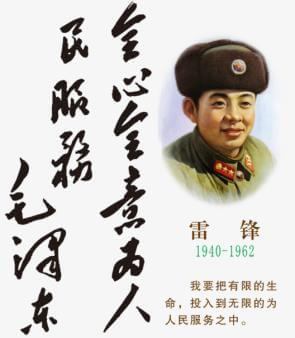 全心全意为人
民服務
毛泽东
雷 锋
1940-1962
我要把有限的生
命，投入到无限的为
人民服务之中。